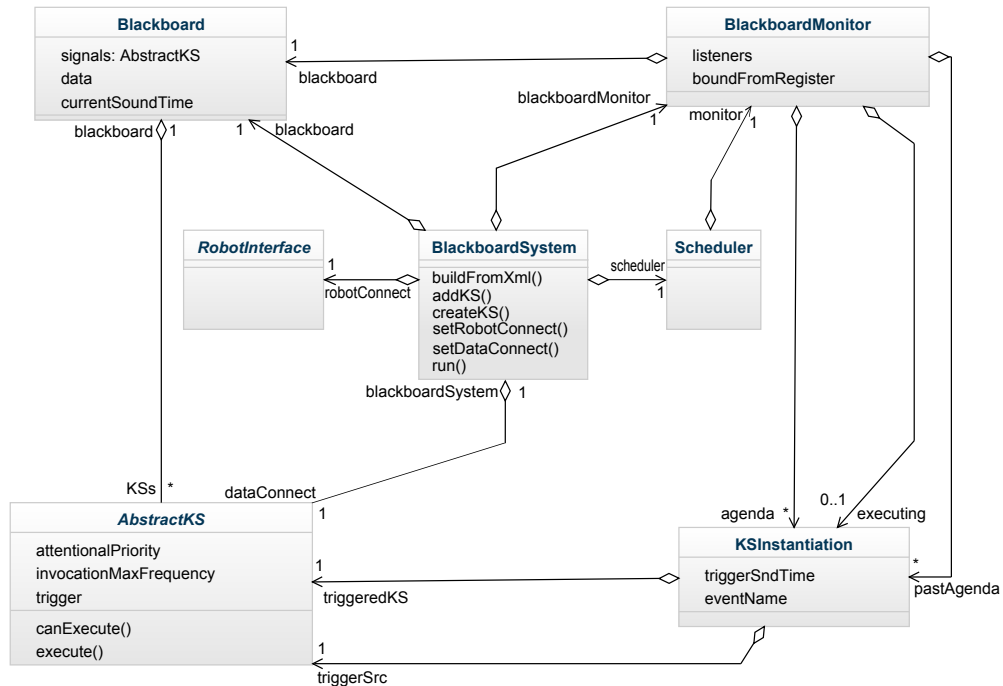 Blackboard
signals: AbstractKS
data
currentSoundTime
BlackboardMonitor
listeners
boundFromRegister
1
blackboard
blackboardMonitor
1
monitor
1
blackboard
1
1
blackboard
RobotInterface
1
robotConnect
BlackboardSystem
buildFromXml()
addKS()
createKS()
setRobotConnect()
setDataConnect()
run()
scheduler
1
Scheduler
blackboardSystem
1
KSs
*
dataConnect
1
agenda
*
0..1
executing
AbstractKS
attentionalPriority
invocationMaxFrequency
trigger
canExecute()
execute()
1
triggeredKS
1
triggerSrc
KSInstantiation
triggerSndTime
eventName
*
pastAgenda